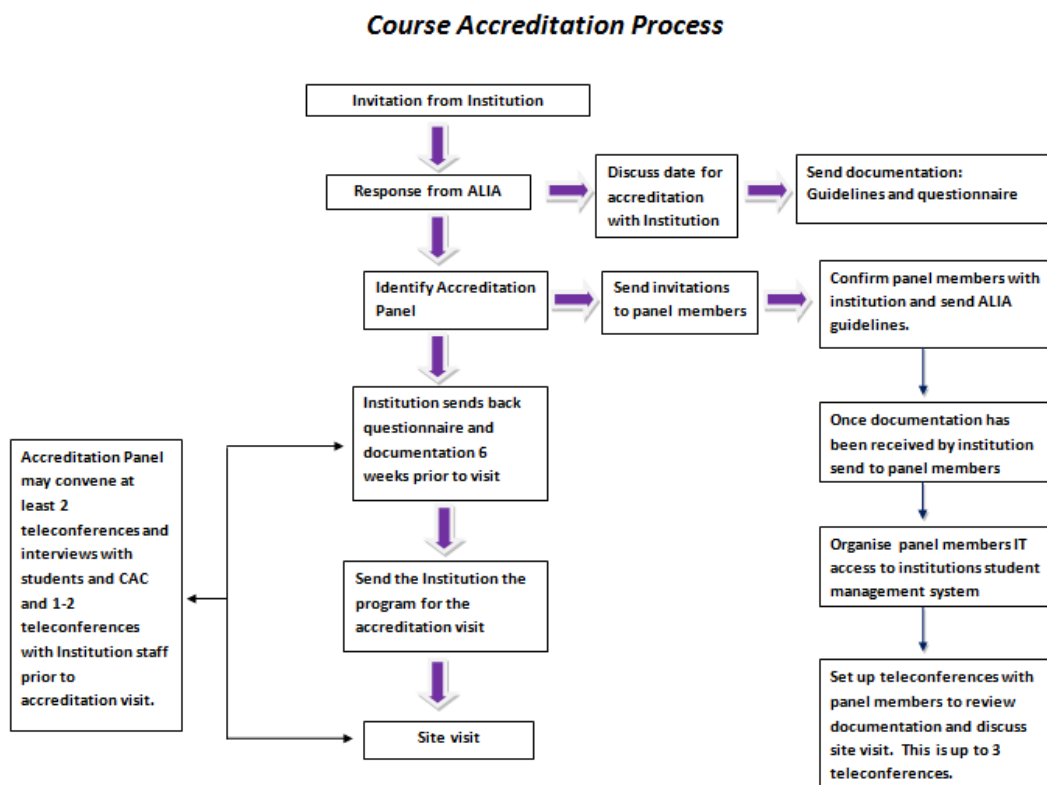 Course Accreditation Process
Invitation from Institution
Response from ALIA
Discuss date for
accreditation
with Institution
Send documentation:
Guidelines and questionnaire
Identify Accreditation
Panel
Send invitations
to panel members
Confirm panel members with
institution and send ALIA
guidelines.
Institution sends back
questionnaire and
documentation 6
weeks prior to visit
Once documentation has
been received by institution
send to panel members
Accreditation Panel
may convene at
least 2
teleconferences and
interviews with
students and CAC
and 1-2
teleconferences
with Institution staff
prior to
accreditation visit.
Send the Institution the
program for the
accreditation visit
Organise panel members IT
access to institutions student
management system
Site visit
Set up teleconferences with
panel members to review
documentation and discuss
site visit. This is up to 3
teleconferences.